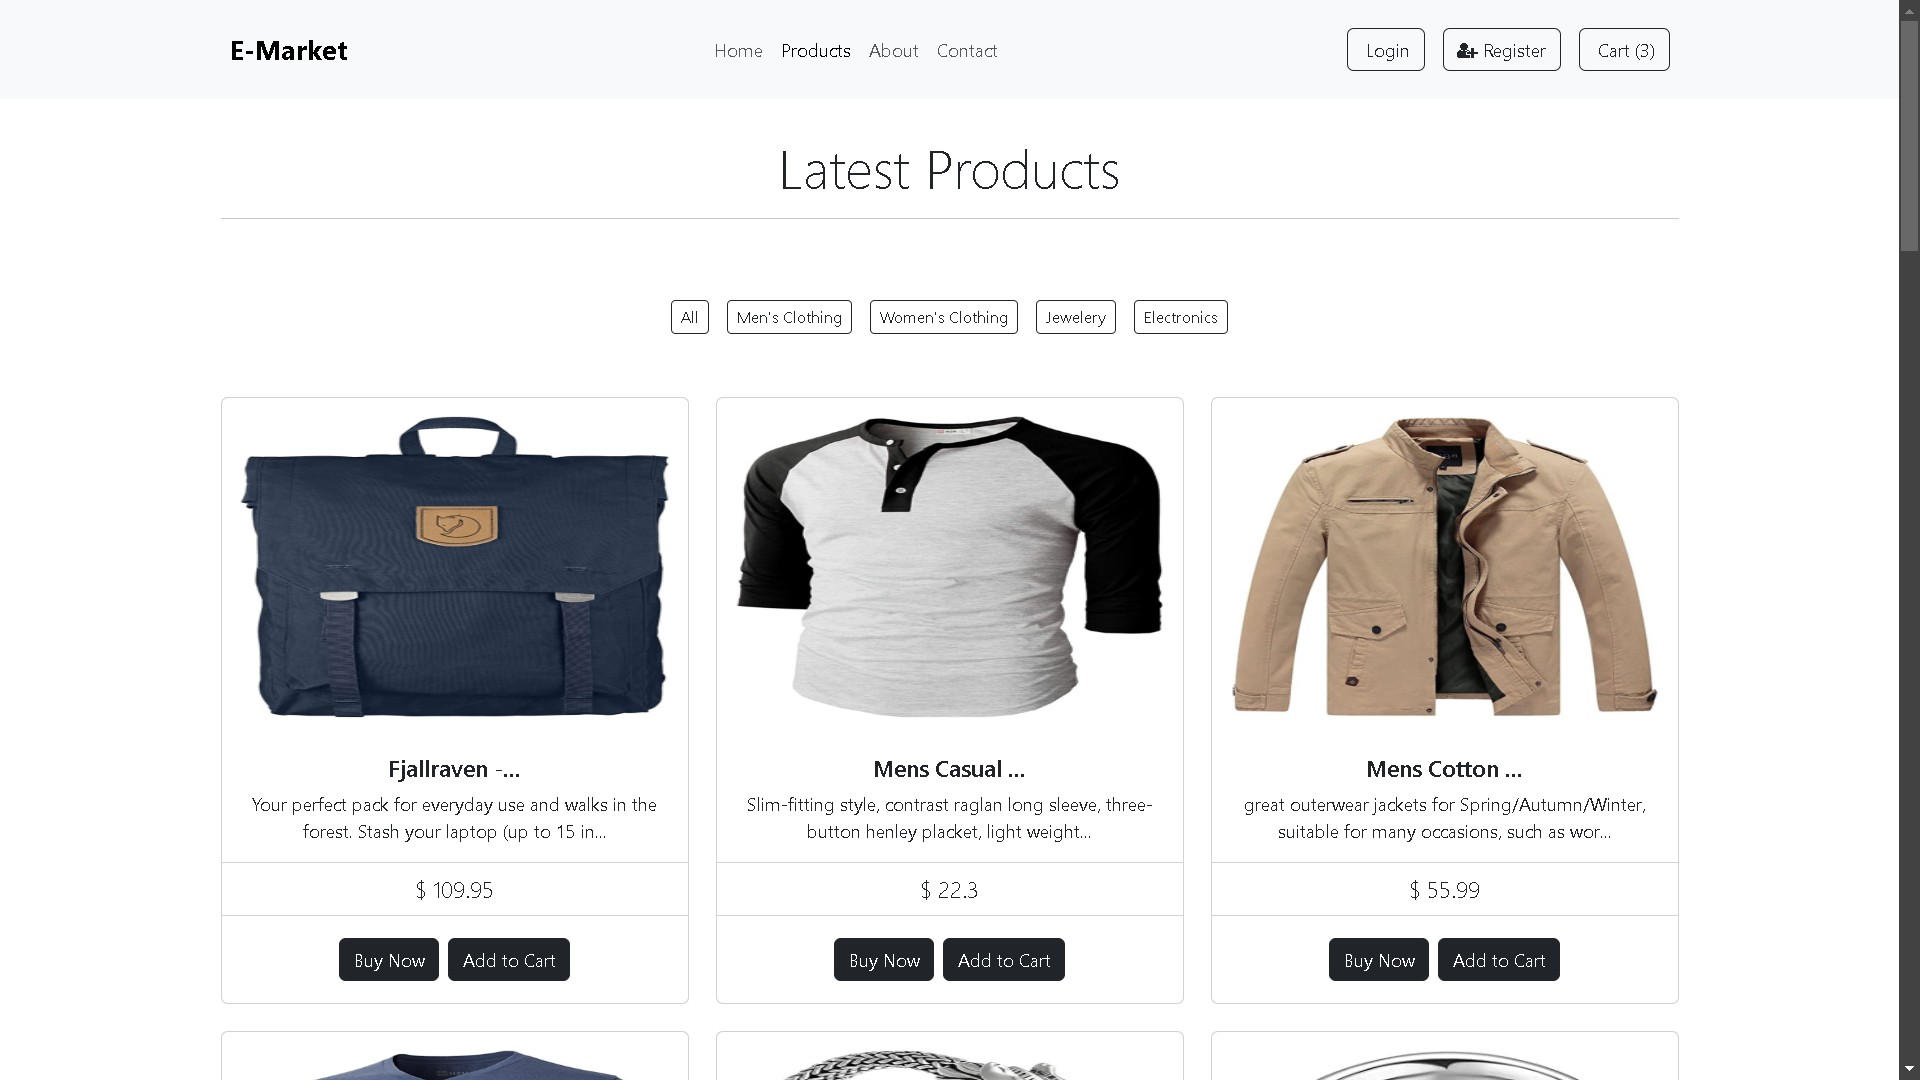 E-Market
Home Products About Contact
Login Register Cart (3)
Latest Products
All Men's Clothing Women's Clothing Jewelery Electronics
Fjallraven -...
Your perfect pack for everyday use and walks in the
forest. Stash your laptop (up to 15 in...
$ 109.95
Buy Now Add to Cart
Mens Casual ...
Slim-fitting style, contrast raglan long sleeve, three-
button henley placket, light weight...
$ 22.3
Buy Now Add to Cart
Mens Cotton ...
great outerwear jackets for Spring/Autumn/Winter,
suitable for many occasions, such as wor...
$ 55.99
Buy Now Add to Cart